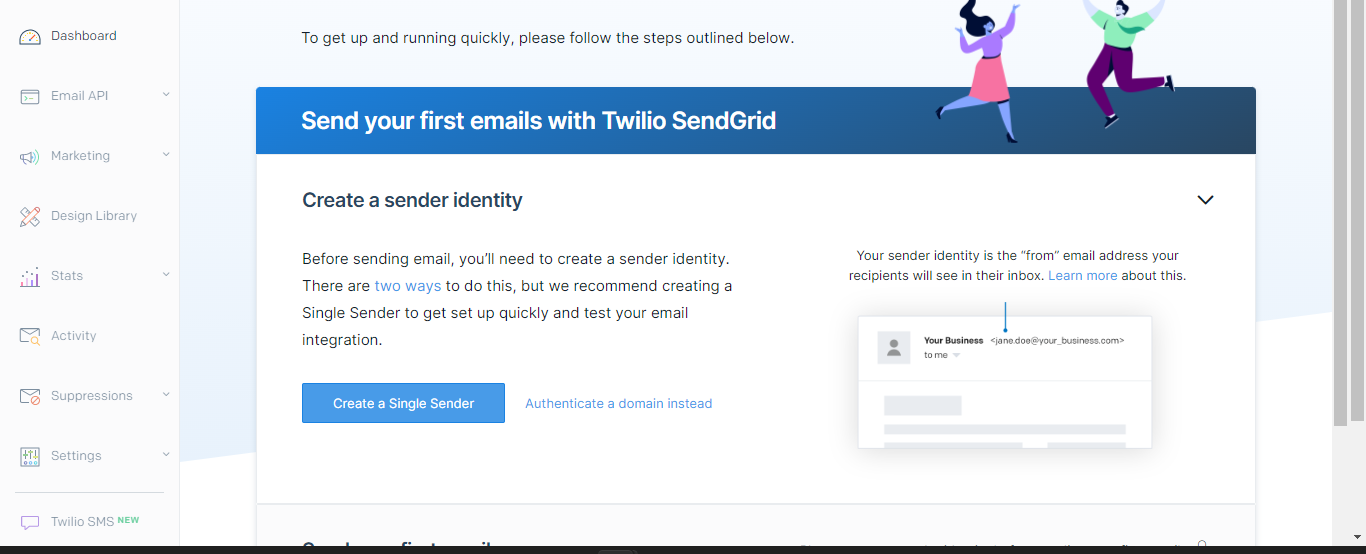 Dashboard
Email API
Marketing
Design Library
Stats
Activity
Suppressions
Settings
Twilio SMS NEW
To get up and running quickly, please follow the steps outlined below.
Send your first emails with Twilio SendGrid
Create a sender identity
Before sending email, you’ll need to create a sender identity.
There are two ways to do this, but we recommend creating a
Single Sender to get set up quickly and test your email
integration.
Create a Single Sender
Authenticate a domain instead
Your sender identity is the “from” email address your
recipients will see in their inbox. Learn more about this.
Your Business <jane.doe@your_business.com>
to me